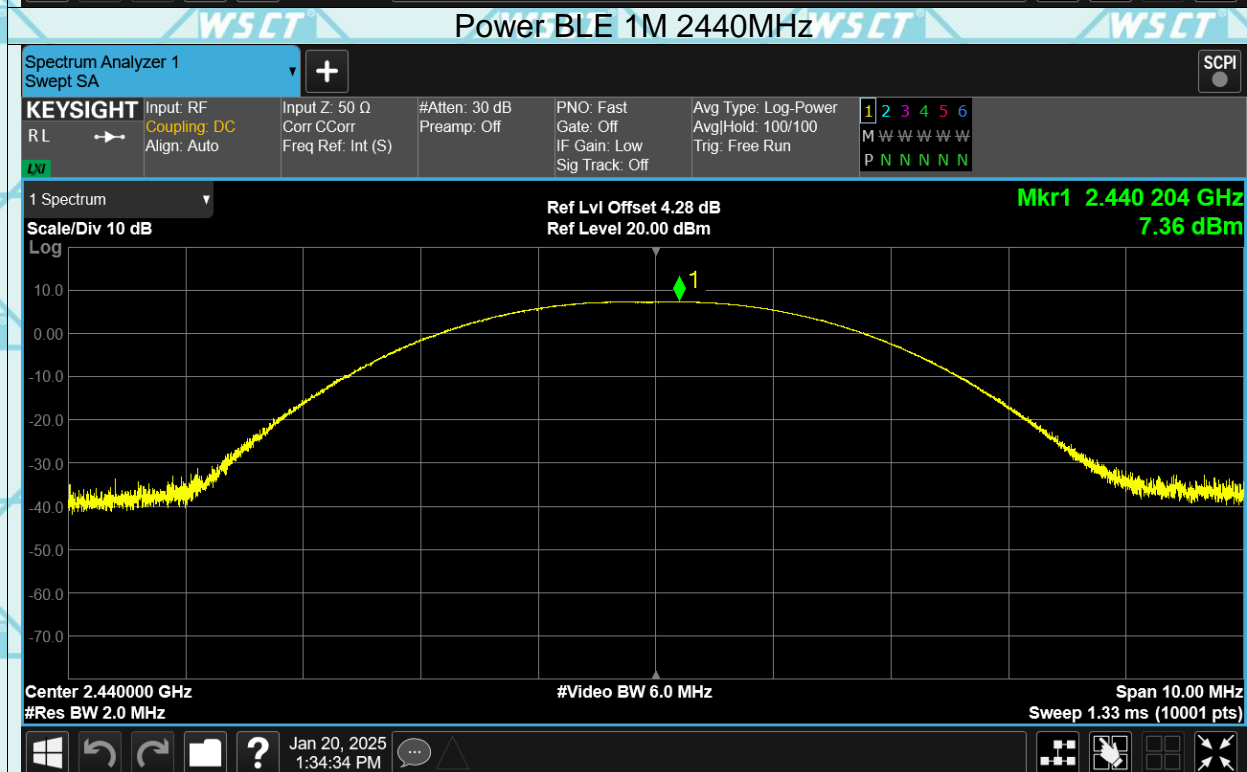 WSCT WSCT WSCT WSCT
Power BLE 1M 2440MHz
Spectrum Analyzer 1
Swept SA
SCPI
KEYSIGHT
RL
LXI
Input: RF
Coupling: DC
Align: Auto
Input Z: 50 Ω
Corr CCorr
Freq Ref: Int (S)
#Atten: 30 dB
Preamp: Off
PNO: Fast
Gate: Off
IF Gain: Low
Sig Track: Off
Avg Type: Log-Power
Avg|Hold: 100/100
Trig: Free Run
1 2 3 4 5 6
M W W W W W
P N N N N N
1 Spectrum
Scale/Div 10 dB
Log
Ref Lvl Offset 4.28 dB
Ref Level 20.00 dBm
Mkr1 2.440 204 GHz
7.36 dBm
1
10.0
0.00
-10.0
-20.0
-30.0
-40.0
-50.0
-60.0
-70.0
Center 2.440000 GHz
#Res BW 2.0 MHz
#Video BW 6.0 MHz
Span 10.00 MHz
Sweep 1.33 ms (10001 pts)
?
Jan 20, 2025
1:34:34 PM